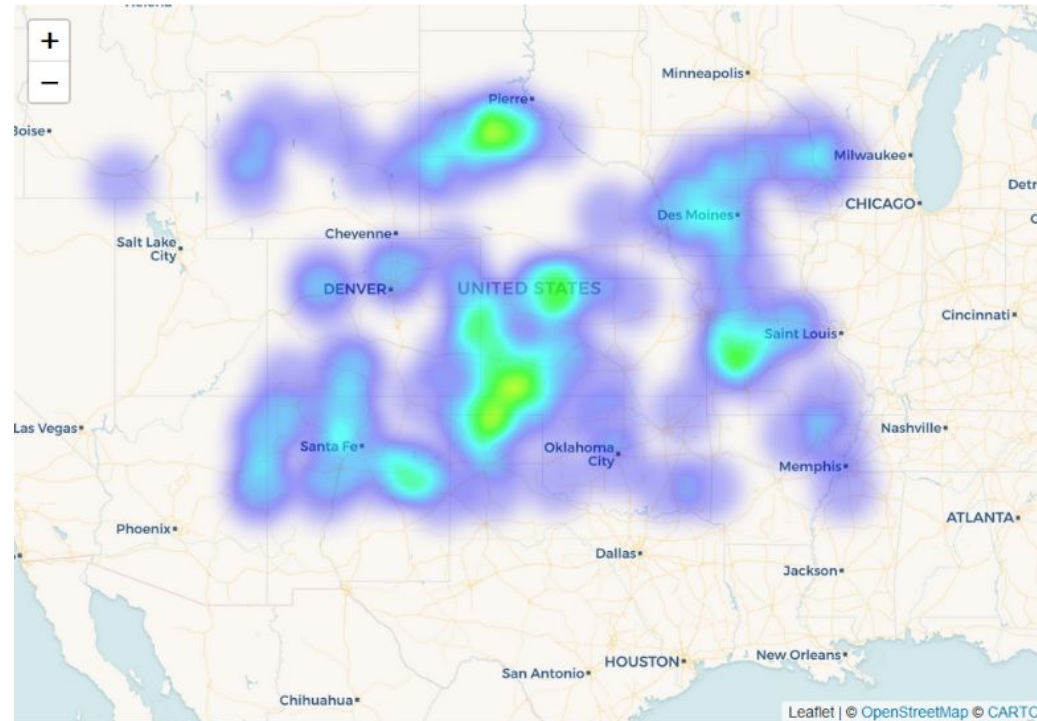 +
−
Pierre
Minneapolis
Boise
Milwaukee
Des Moines
CHICAGO
Detr
Cheyenne
Salt Lake
City
DENVER
UNITED STATES
Saint Louis
Cincinnati
Las Vegas
Santa Fe
Oklahoma
City
Nashville
Memphis
Phoenix
ATLANTA
Dallas
Jackson
San Antonio
HOUSTON
New Orleans
Chihuahua
Leaflet | © OpenStreetMap © CARTO